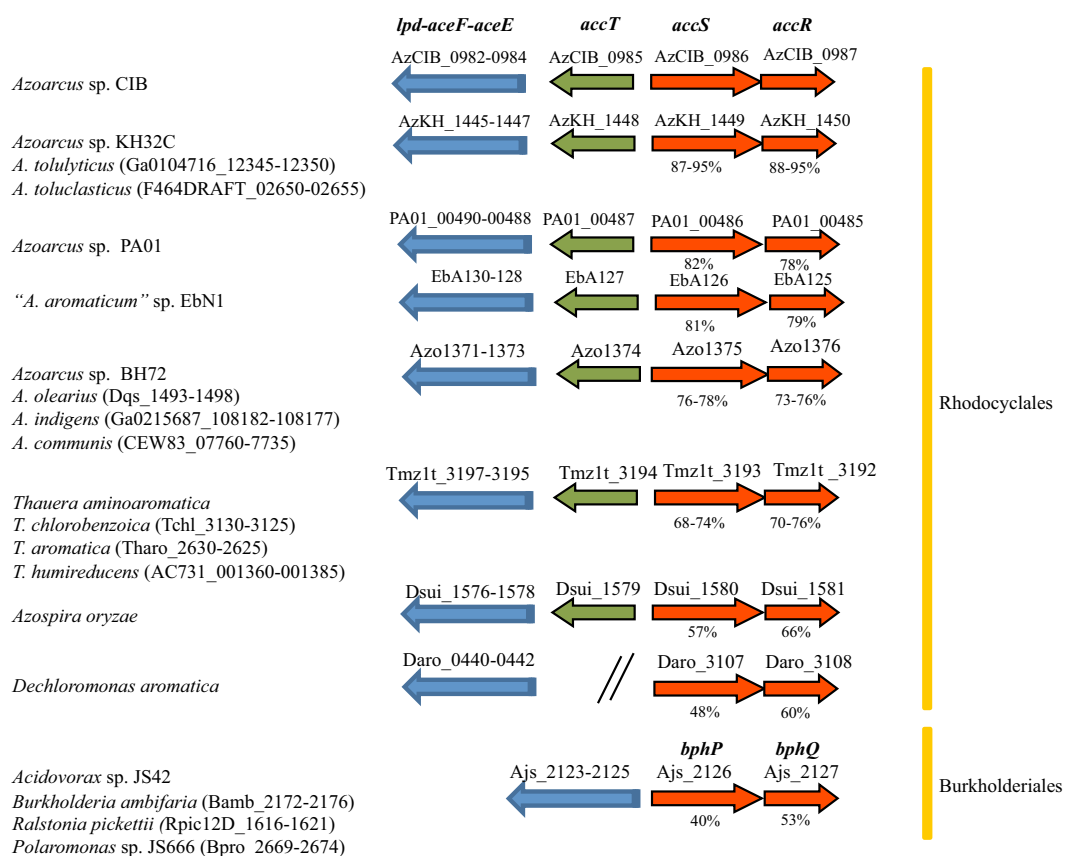 lpd-aceF-aceE accT accS accR
AzCIB_0982-0984 AzCIB_0985 AzCIB_0986 AzCIB_0987
Azoarcus sp. CIB
AzKH_1445-1447 AzKH_1448 AzKH_1449 AzKH_1450
Azoarcus sp. KH32C
A. tolulyticus (Ga0104716_12345-12350) 87-95% 88-95%
A. toluclasticus (F464DRAFT_02650-02655)
PA01_00490-00488 PA01_00487 PA01_00486 PA01_00485
Azoarcus sp. PA01
82% 78%
EbA130-128 EbA127 EbA126 EbA125
“A. aromaticum” sp. EbN1
81% 79%
Azo1371-1373 Azo1374 Azo1375 Azo1376
Azoarcus sp. BH72
A. olearius (Dqs_1493-1498) 76-78% 73-76%
Rhodocyclales
A. indigens (Ga0215687_108182-108177)
A. communis (CEW83_07760-7735)
Tmz1t_3197-3195 Tmz1t_3194 Tmz1t_3193 Tmz1t_3192
Thauera aminoaromatica
T. chlorobenzoica (Tchl_3130-3125) 68-74% 70-76%
T. aromatica (Tharo_2630-2625)
T. humireducens (AC731_001360-001385)
Dsui_1576-1578 Dsui_1579 Dsui_1580 Dsui_1581
Azospira oryzae
57% 66%
Daro_0440-0442 Daro_3107 Daro_3108
Dechloromonas aromatica
48% 60%
bphP bphQ
Ajs_2123-2125 Ajs_2126 Ajs_2127
Acidovorax sp. JS42
Burkholderiales
Burkholderia ambifaria (Bamb_2172-2176)
40% 53%
Ralstonia pickettii (Rpic12D_1616-1621)
Polaromonas sp. JS666 (Bpro_2669-2674)